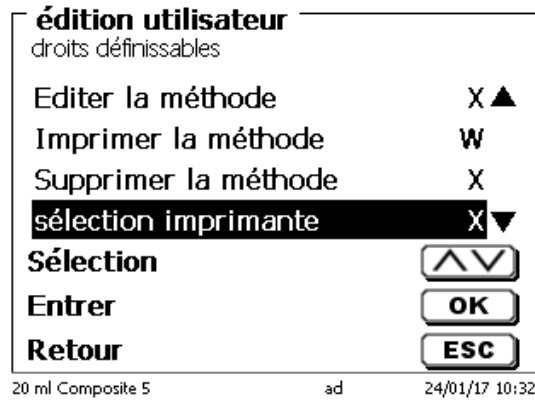 édition utilisateur
droits définissables
Editer la méthode X▲
Imprimer la méthode W
Supprimer la méthode X
sélection imprimante X▼
Sélection
Entrer OK
Retour ESC
20 ml Composite 5 ad 24/01/17 10:32